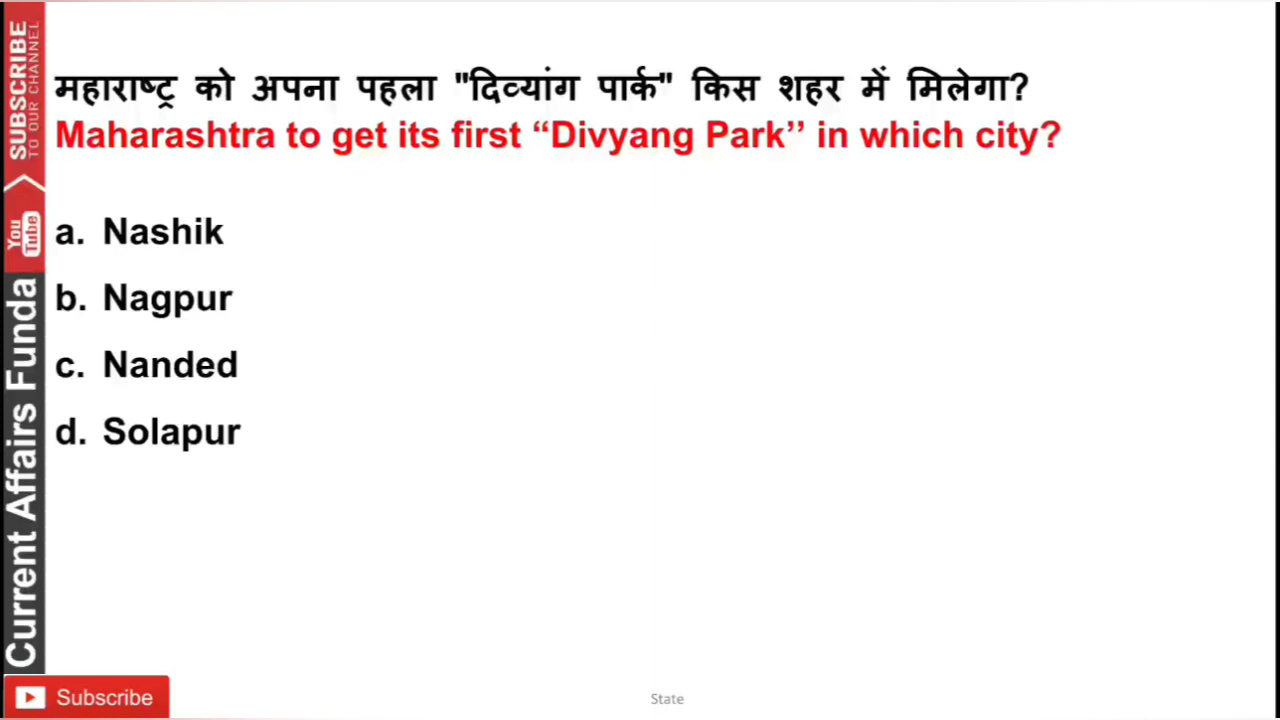 महाराष्ट्र को अपना पहला "दिव्यांग पार्क" किस शहर में मिलेगा?
Maharashtra to get its first “Divyang Park’’ in which city?
a. Nashik
b. Nagpur
c. Nanded
d. Solapur
SUBSCRIBE
TO OUR CHANNEL
You
Tube
Current Affairs Funda
Subscribe
State